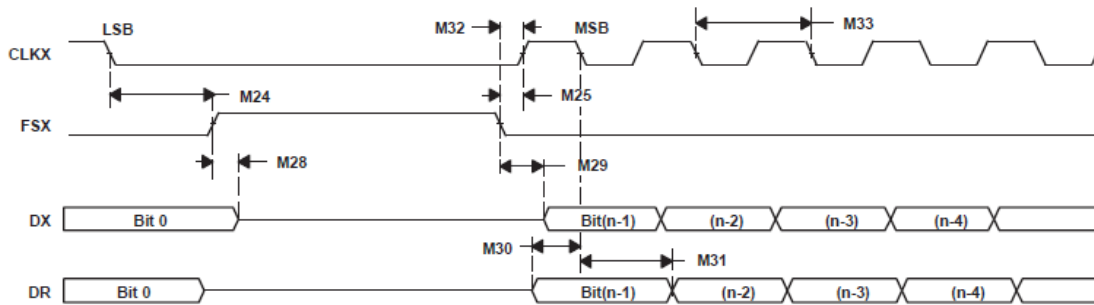 LSB
M32
MSB
M33
CLKX
M24
M25
FSX
M28
M29
DX
Bit 0
Bit(n-1)
(n-2)
(n-3)
(n-4)
M30
M31
DR
Bit 0
Bit(n-1)
(n-2)
(n-3)
(n-4)